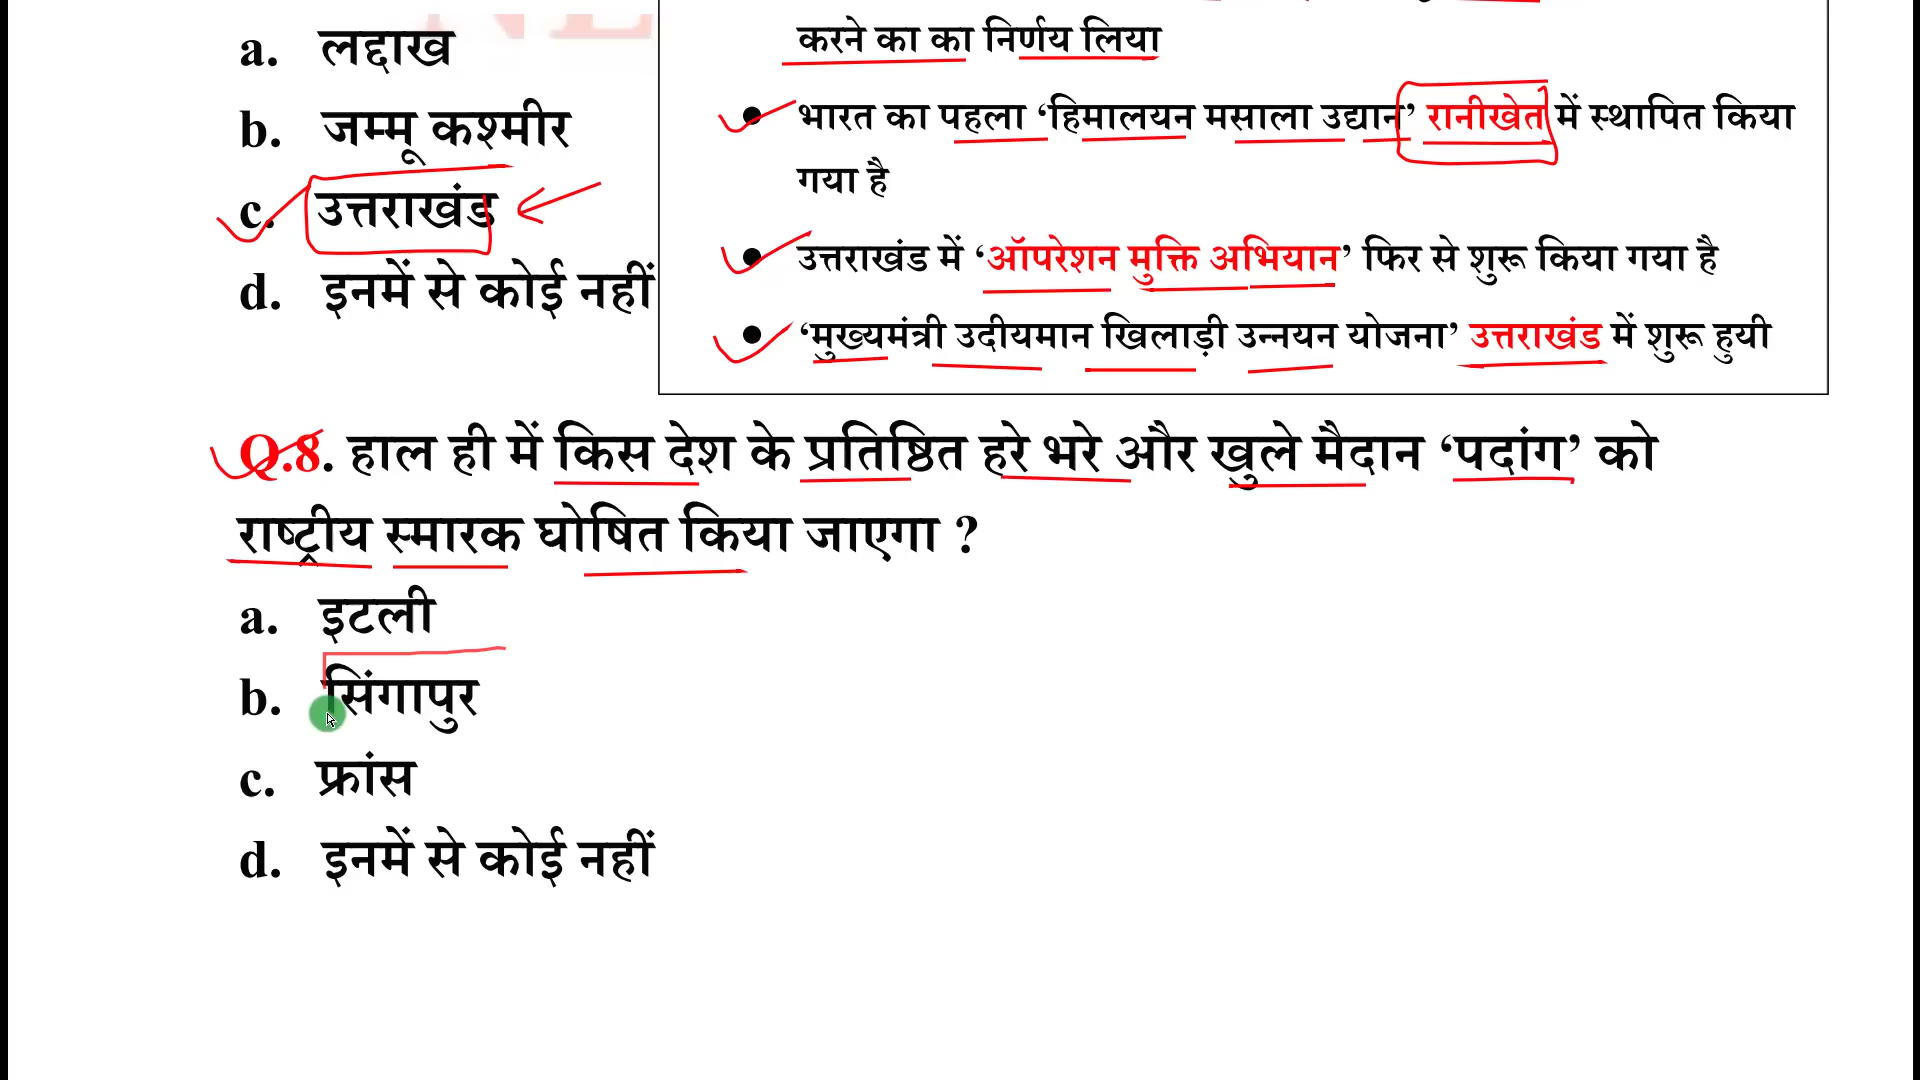 a. लद्दाख
b. जम्मू कश्मीर
c. उत्तराखंड
d. इनमें से कोई नहीं
करने का का निर्णय लिया
● भारत का पहला ‘हिमालयन मसाला उद्यान’ रानीखेत में स्थापित किया
गया है
● उत्तराखंड में ‘ऑपरेशन मुक्ति अभियान’ फिर से शुरू किया गया है
● ‘मुख्यमंत्री उदीयमान खिलाड़ी उन्नयन योजना’ उत्तराखंड में शुरू हुयी
Q.8. हाल ही में किस देश के प्रतिष्ठित हरे भरे और खुले मैदान ‘पदांग’ को
राष्ट्रीय स्मारक घोषित किया जाएगा ?
a. इटली
b. सिंगापुर
c. फ्रांस
d. इनमें से कोई नहीं